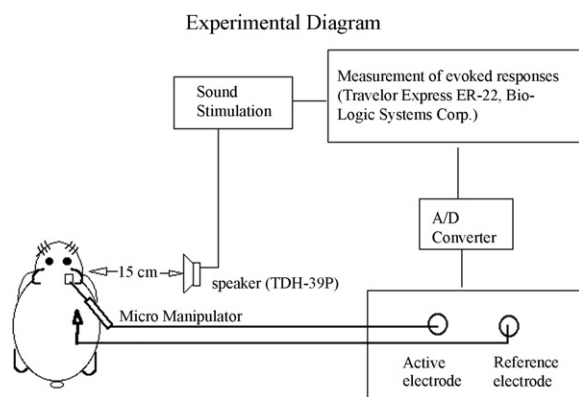 Experimental Diagram
Sound
Stimulation
Measurement of evoked responses
(Travelor Express ER-22, Bio-
Logic Systems Corp.)
A/D
Converter
15 cm
speaker (TDH-39P)
Micro Manipulator
Active
electrode
Reference
electrode